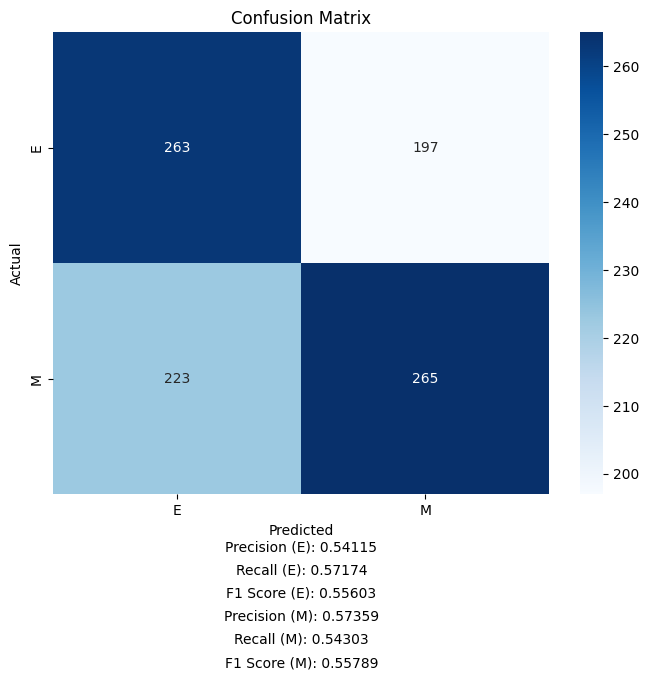 Confusion Matrix
E
263
197
Actual
M
223
265
E
M
Predicted
260
250
240
230
220
210
200
Precision (E): 0.54115
Recall (E): 0.57174
F1 Score (E): 0.55603
Precision (M): 0.57359
Recall (M): 0.54303
F1 Score (M): 0.55789